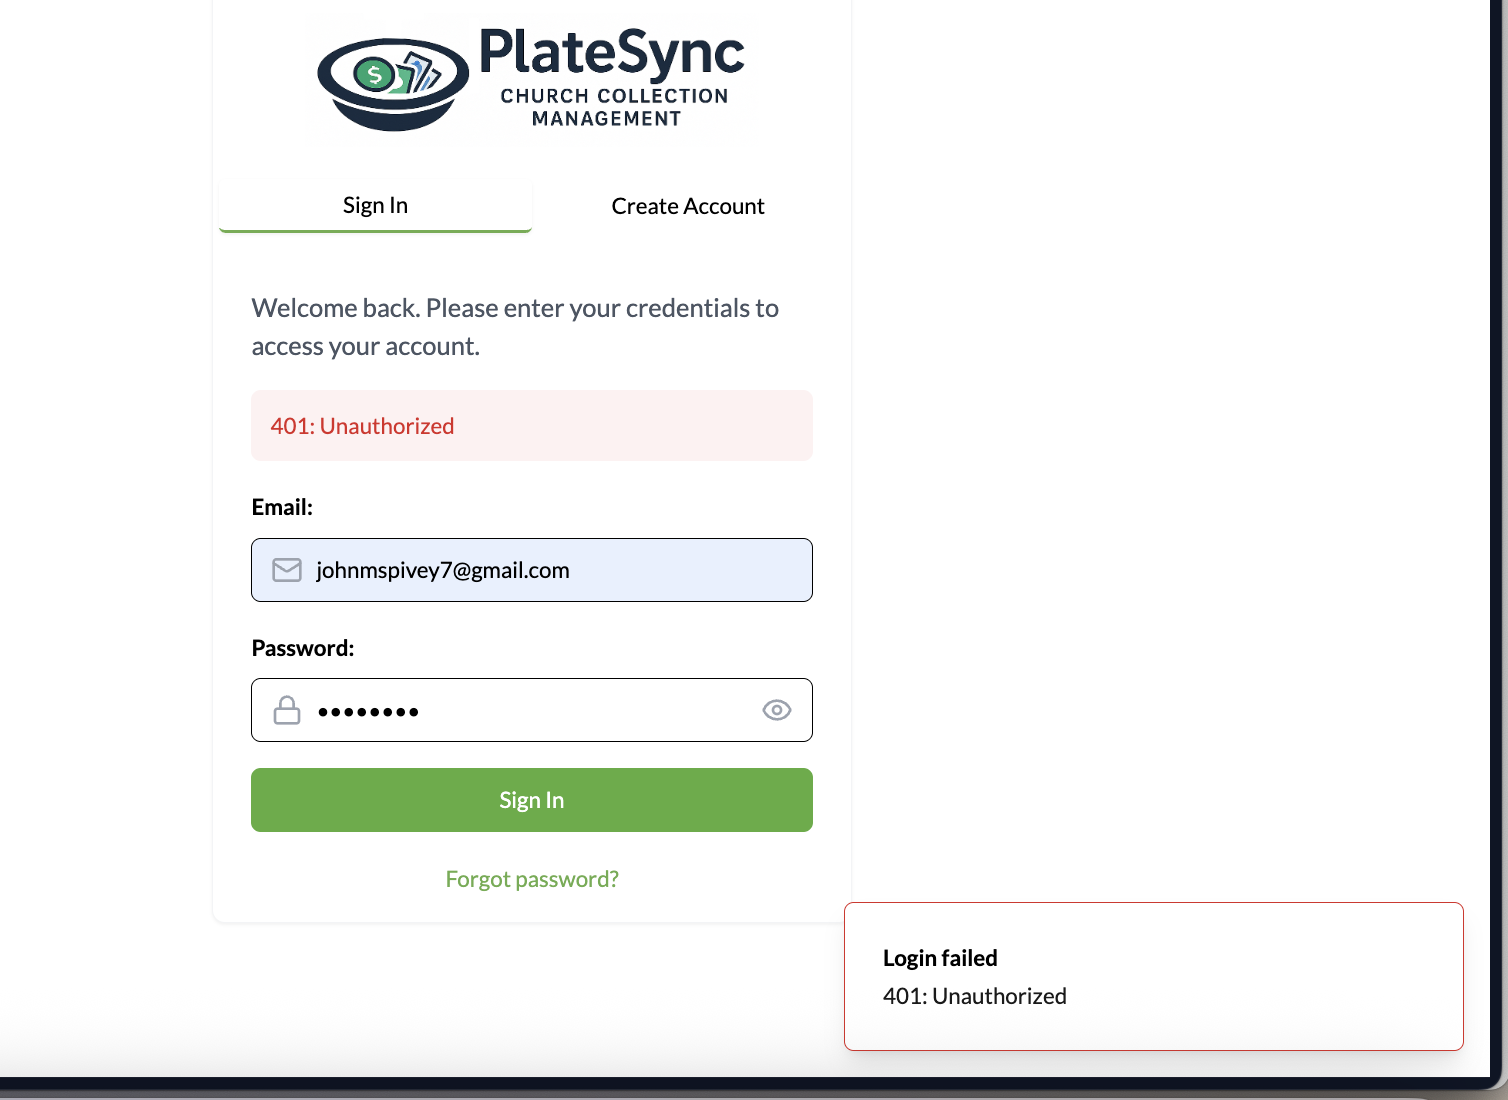 PlateSync
CHURCH COLLECTION
MANAGEMENT
Sign In
Create Account
Welcome back. Please enter your credentials to
access your account.
401: Unauthorized
Email:
johnmspivey7@gmail.com
Password:
••••••••
Sign In
Forgot password?
Login failed
401: Unauthorized